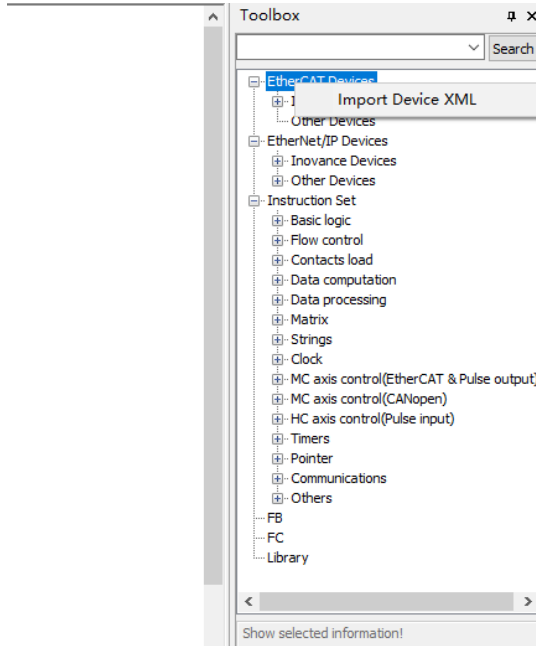 Toolbox
Search
EtherCAT Devices
Import Device XML
Other Devices
EtherNet/IP Devices
Inovance Devices
Other Devices
Instruction Set
Basic logic
Flow control
Contacts load
Data computation
Data processing
Matrix
Strings
Clock
MC axis control(EtherCAT & Pulse output)
MC axis control(CANopen)
HC axis control(Pulse input)
Timers
Pointer
Communications
Others
FB
FC
Library
Show selected information!